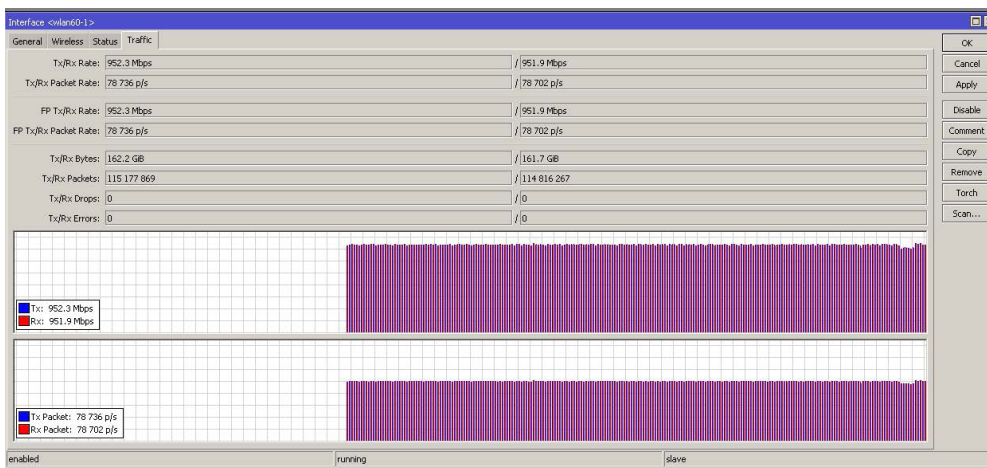 Interface <wlan60-1>
General Wireless Status Traffic
Tx/Rx Rate: 952.3 Mbps / 951.9 Mbps
Tx/Rx Packet Rate: 78 736 p/s / 78 702 p/s
FP Tx/Rx Rate: 952.3 Mbps / 951.9 Mbps
FP Tx/Rx Packet Rate: 78 736 p/s / 78 702 p/s
Tx/Rx Bytes: 162.2 GiB / 161.7 GiB
Tx/Rx Packets: 115 177 869 / 114 816 267
Tx/Rx Drops: 0 / 0
Tx/Rx Errors: 0 / 0
OK
Cancel
Apply
Disable
Comment
Copy
Remove
Torch
Scan...
Tx: 952.3 Mbps
Rx: 951.9 Mbps
Tx Packet: 78 736 p/s
Rx Packet: 78 702 p/s
enabled running slave